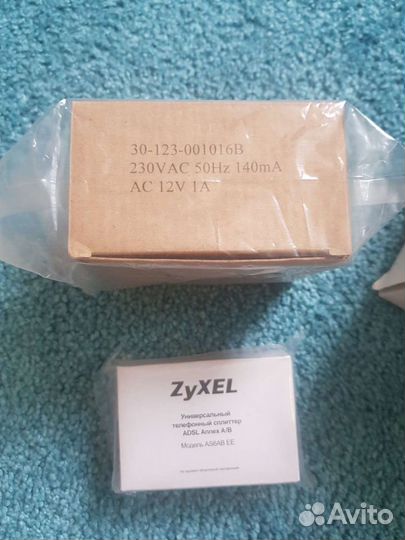 30-123-001016B
230VAC 50Hz 140mA
AC 12V 1A
ZyXEL
Универсальный
телефонный сплиттер
ADSL Annex A/B
Модель AS6AB EE
Avito